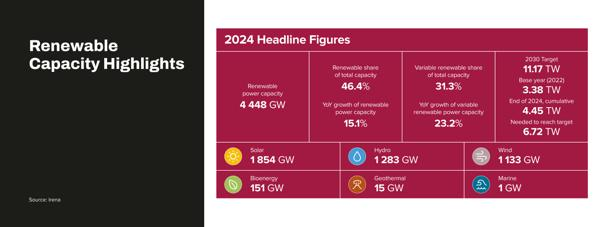 Renewable
Capacity Highlights
Source: Irena
2024 Headline Figures
Renewable
power capacity
4 448 GW
Renewable share
of total capacity
46.4%
YoY growth of renewable
power capacity
15.1%
Variable renewable share
of total capacity
31.3%
YoY growth of variable
renewable power capacity
23.2%
2030 Target
11.17 TW
Base year (2022)
3.38 TW
End of 2024, cumulative
4.45 TW
Needed to reach target
6.72 TW
Solar
1 854 GW
Hydro
1 283 GW
Wind
1 133 GW
Bioenergy
151 GW
Geothermal
15 GW
Marine
1 GW